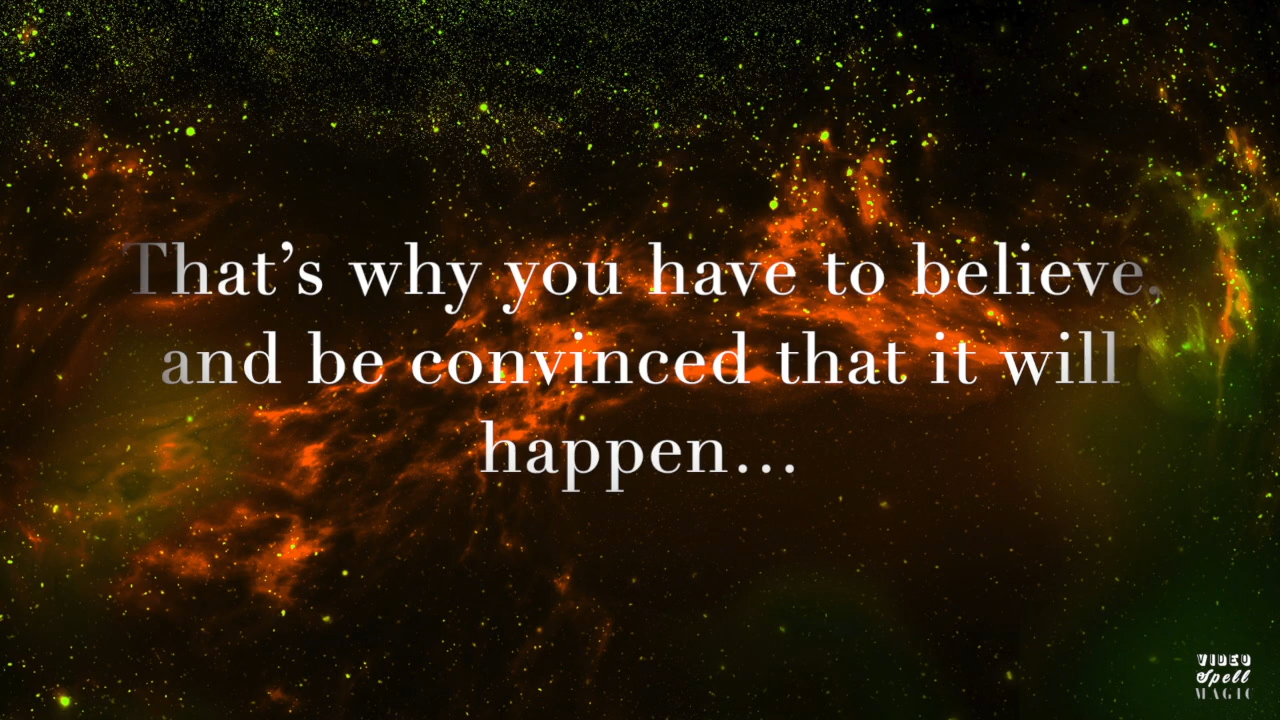 That’s why you have to believe,
and be convinced that it will
happen...
VIDEO
Spell
MAGIC